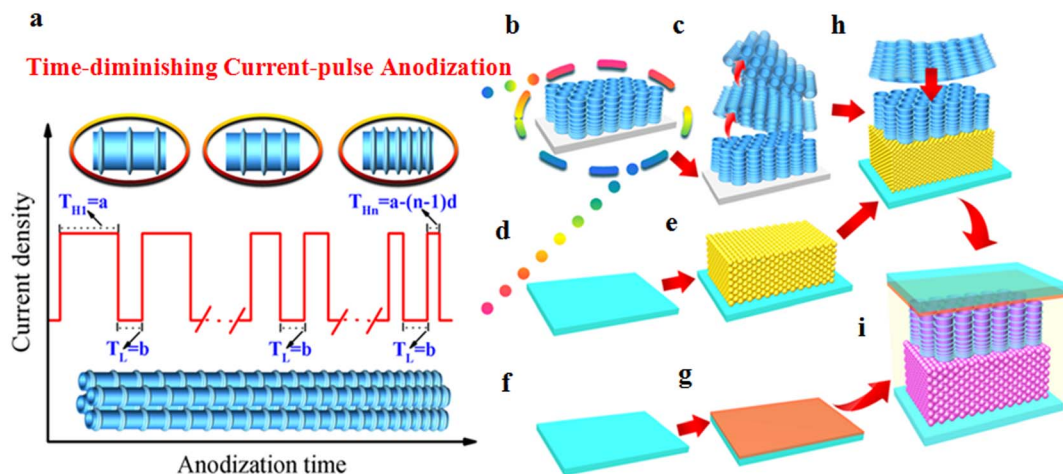 a
Time-diminishing Current-pulse Anodization
T_H1=a
T_Hn=a-(n-1)d
T_L=b
T_L=b
T_L=b
Current density
Anodization time
b
c
h
d
e
i
f
g